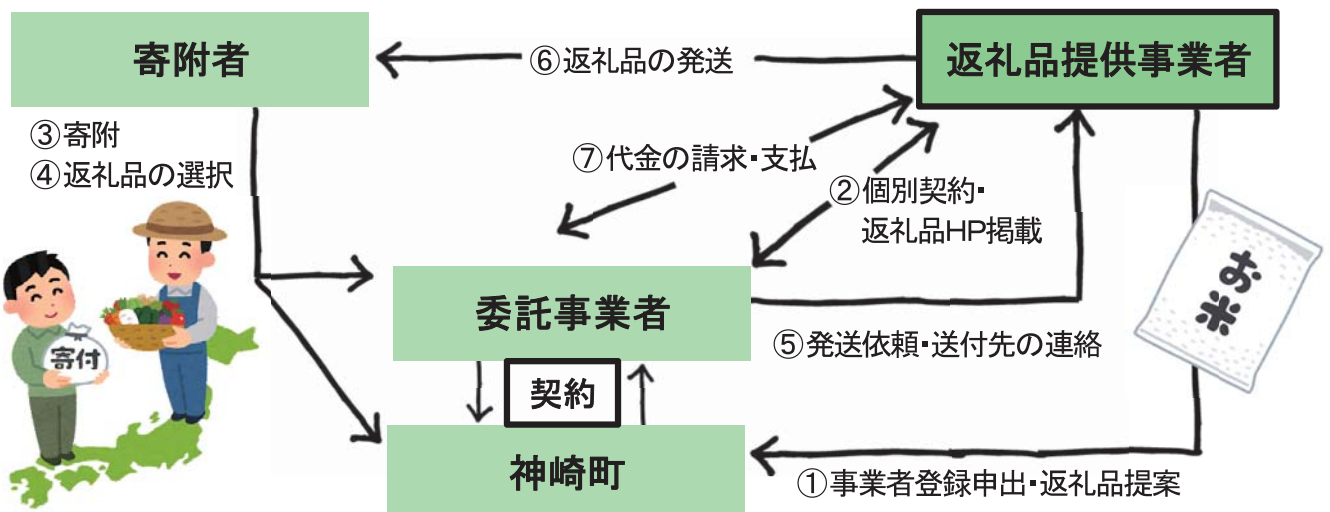 寄附者
⑥返礼品の発送
返礼品提供事業者
③寄附
④返礼品の選択
⑦代金の請求・支払
②個別契約・
返礼品HP掲載
お米
委託事業者
⑤発送依頼・送付先の連絡
寄付
契約
神崎町
①事業者登録申出・返礼品提案